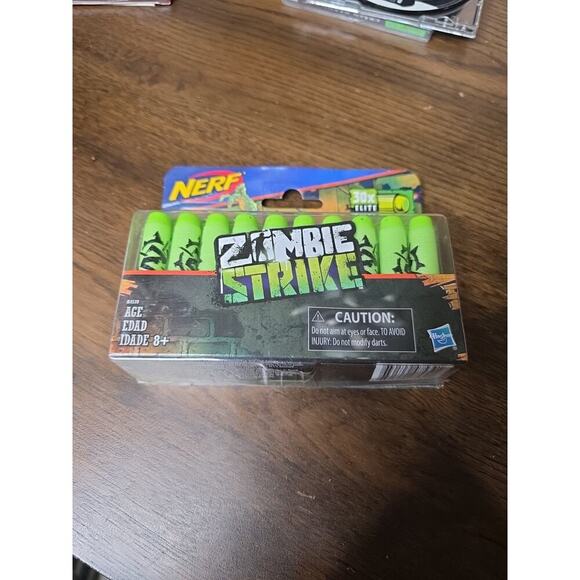 NERF
30x
ELITE
ZOMBIE
STRIKE
AGE
EDAD
IDADE 8+
CAUTION:
Do not aim at eyes or face. TO AVOID
INJURY: Do not modify darts.
Hasbro